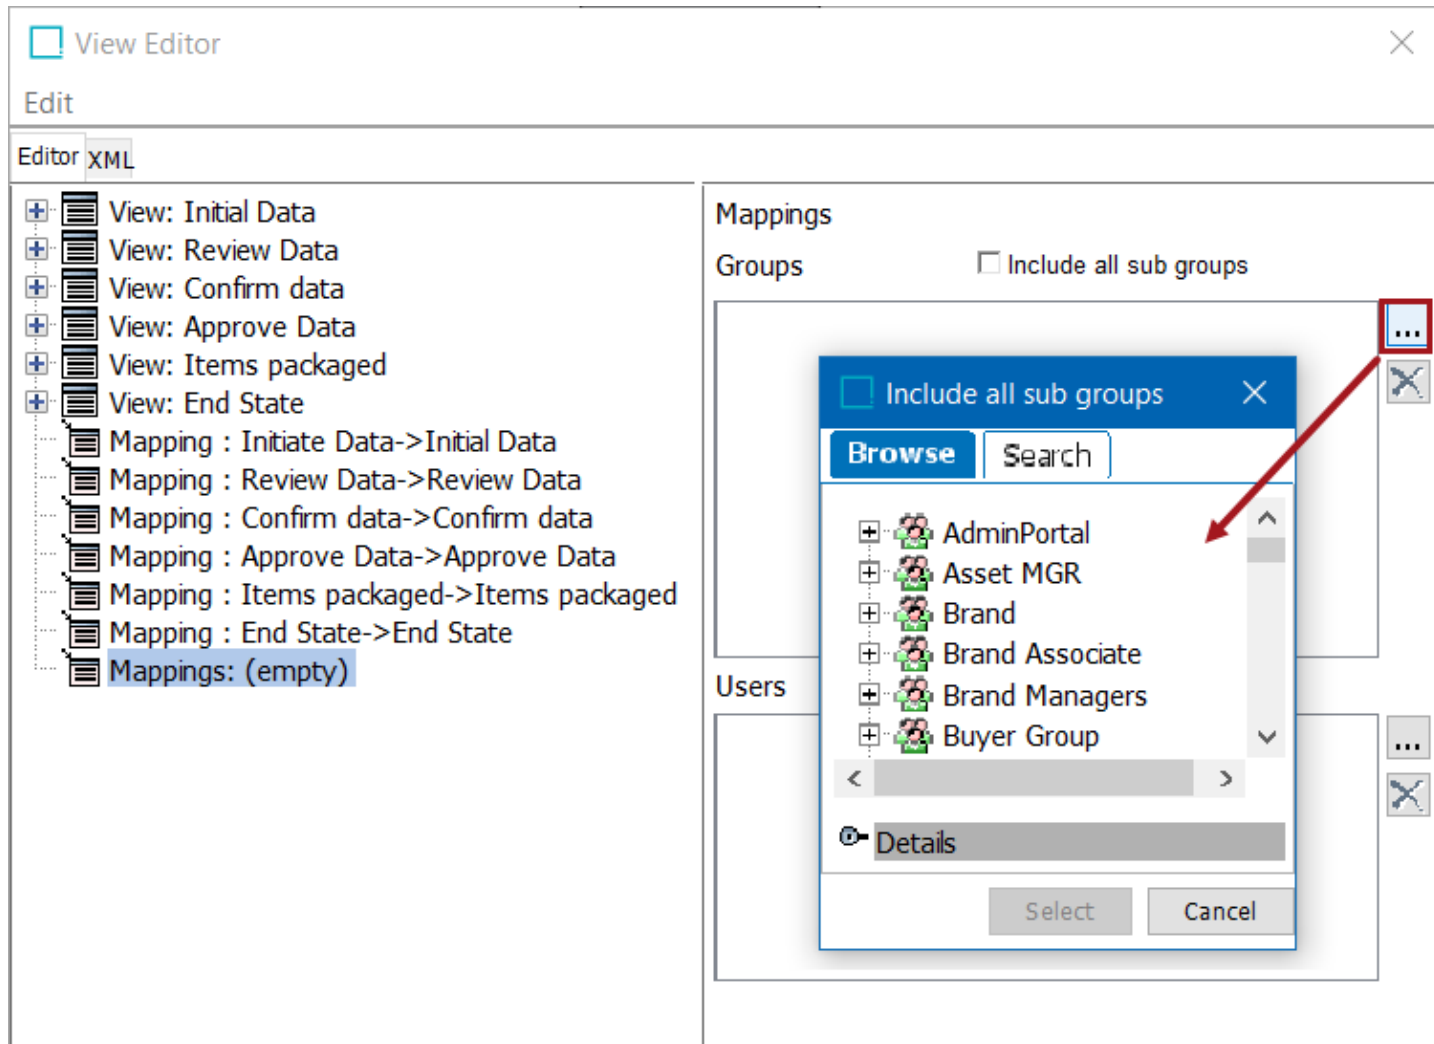 View Editor
Edit
Editor XML
View: Initial Data
View: Review Data
View: Confirm data
View: Approve Data
View: Items packaged
View: End State
Mapping : Initiate Data->Initial Data
Mapping : Review Data->Review Data
Mapping : Confirm data->Confirm data
Mapping : Approve Data->Approve Data
Mapping : Items packaged->Items packaged
Mapping : End State->End State
Mappings: (empty)
Mappings
Groups Include all sub groups
...
Include all sub groups
Browse Search
AdminPortal
Asset MGR
Brand
Brand Associate
Brand Managers
Buyer Group
Details
Select Cancel
Users
...